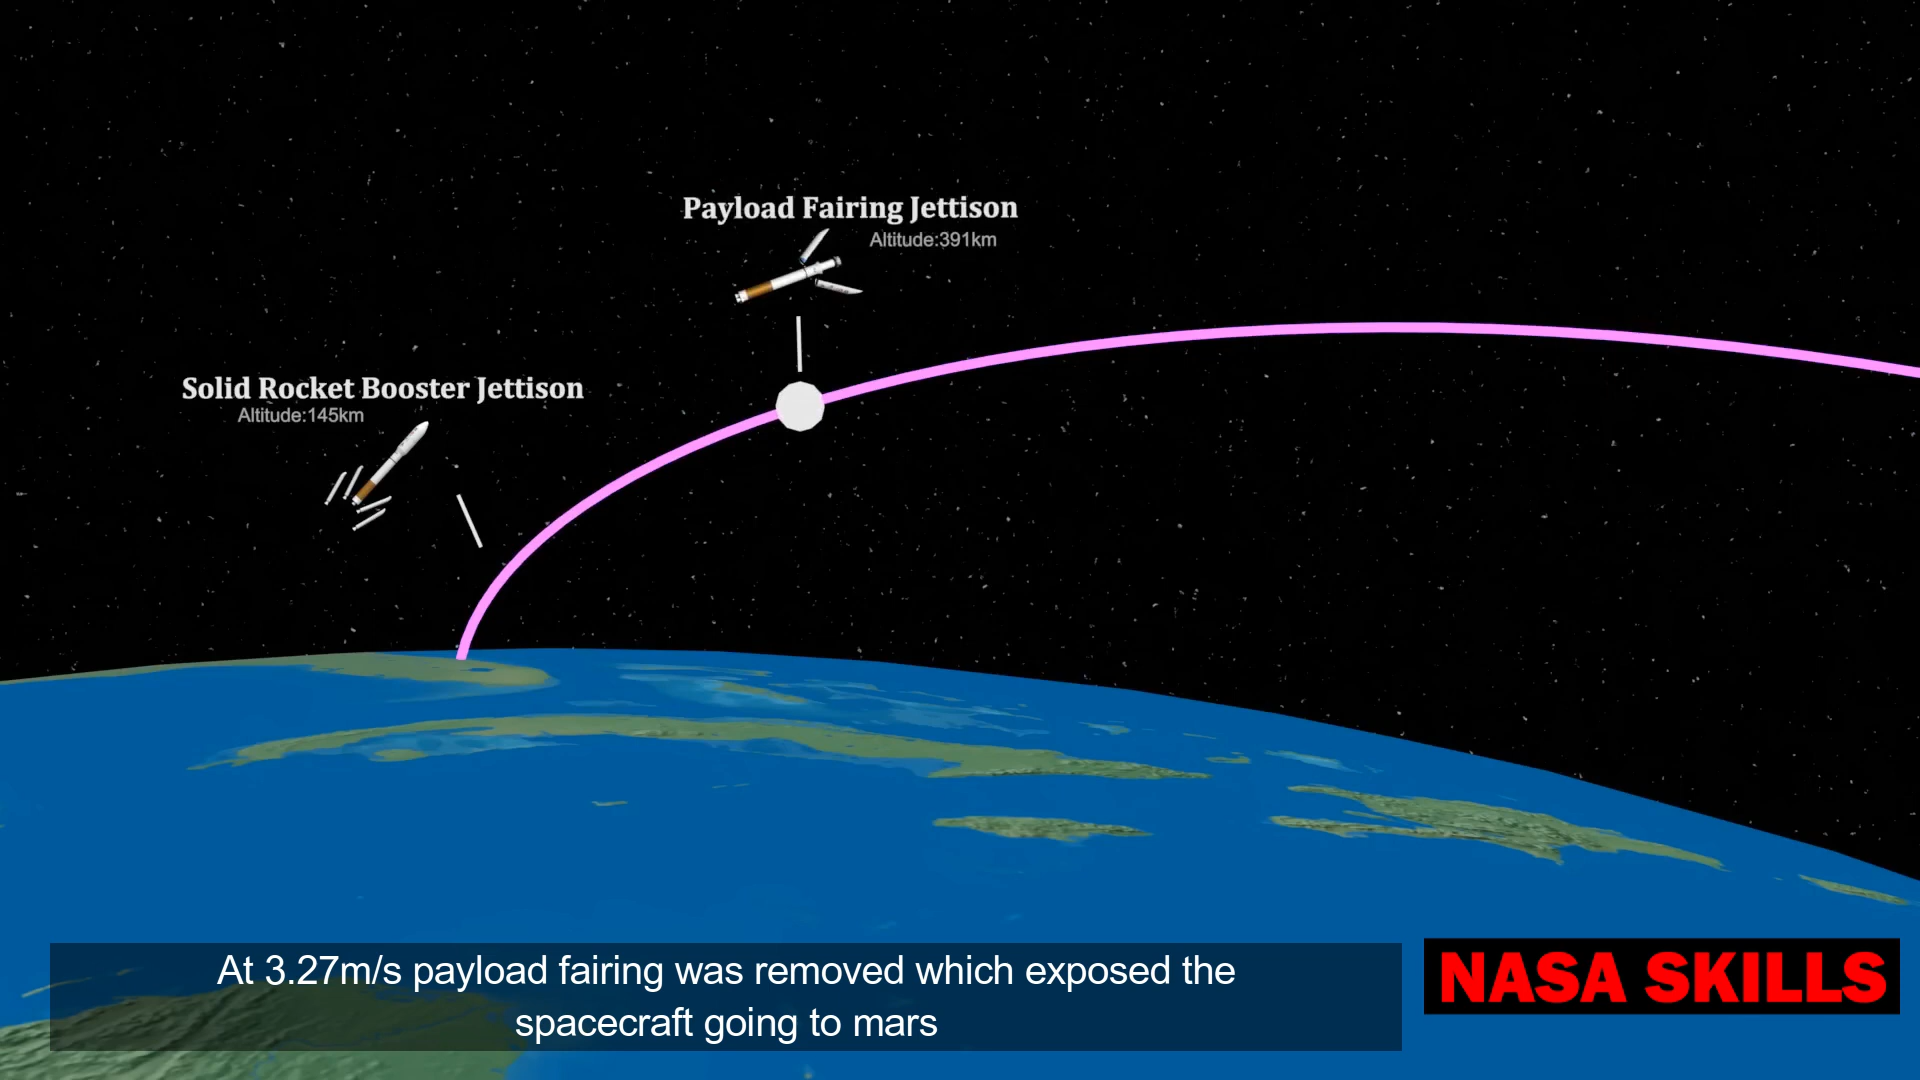 Payload Fairing Jettison
Altitude:391km
Solid Rocket Booster Jettison
Altitude:145km
At 3.27m/s payload fairing was removed which exposed the
spacecraft going to mars
NASA SKILLS